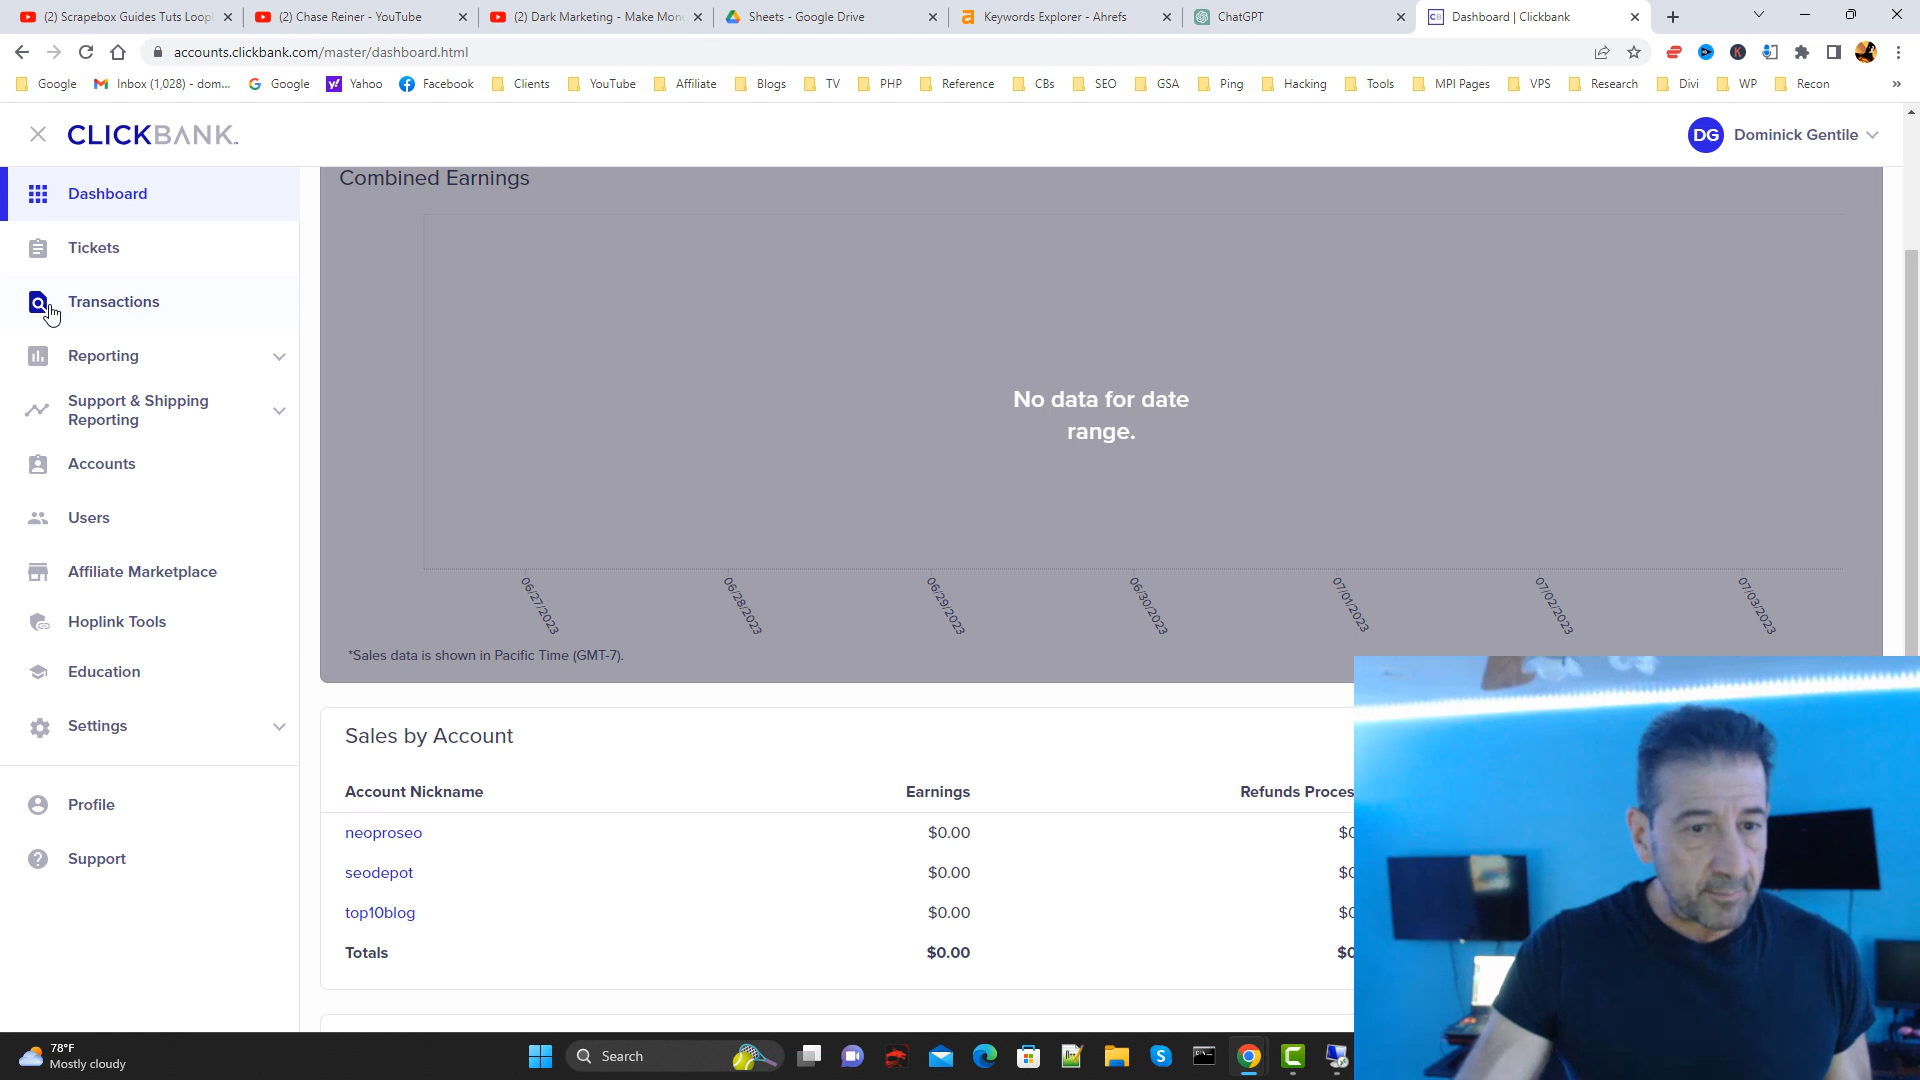 (2) Scrapebox Guides Tuts Loopl
(2) Chase Reiner - YouTube
(2) Dark Marketing - Make Mon
Sheets - Google Drive
Keywords Explorer - Ahrefs
ChatGPT
CB Dashboard | Clickbank
accounts.clickbank.com/master/dashboard.html
Google
Inbox (1,028) - dom...
Google
Yahoo
Facebook
Clients
YouTube
Affiliate
Blogs
TV
PHP
Reference
CBs
SEO
GSA
Ping
Hacking
Tools
MPI Pages
VPS
Research
Divi
WP
Recon
»
CLICKBANK
DG Dominick Gentile
Dashboard
Tickets
Transactions
Reporting
Support & Shipping
Reporting
Accounts
Users
Affiliate Marketplace
Hoplink Tools
Education
Settings
Profile
Support
Combined Earnings
No data for date
range.
06/27/2023
06/28/2023
06/29/2023
06/30/2023
07/01/2023
07/02/2023
07/03/2023
*Sales data is shown in Pacific Time (GMT-7).
Sales by Account
Account Nickname Earnings Refunds Proces
neoproseo $0.00 $0
seodepot $0.00 $0
top10blog $0.00 $0
Totals $0.00 $0
78°F
Mostly cloudy
Search